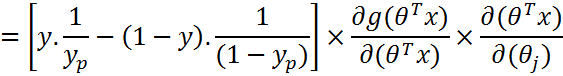 = [y. 1/y_p − (1 − y). 1/(1 − y_p)] × ∂g(θ^T x)/∂(θ^T x) × ∂(θ^T x)/∂(θ_j)